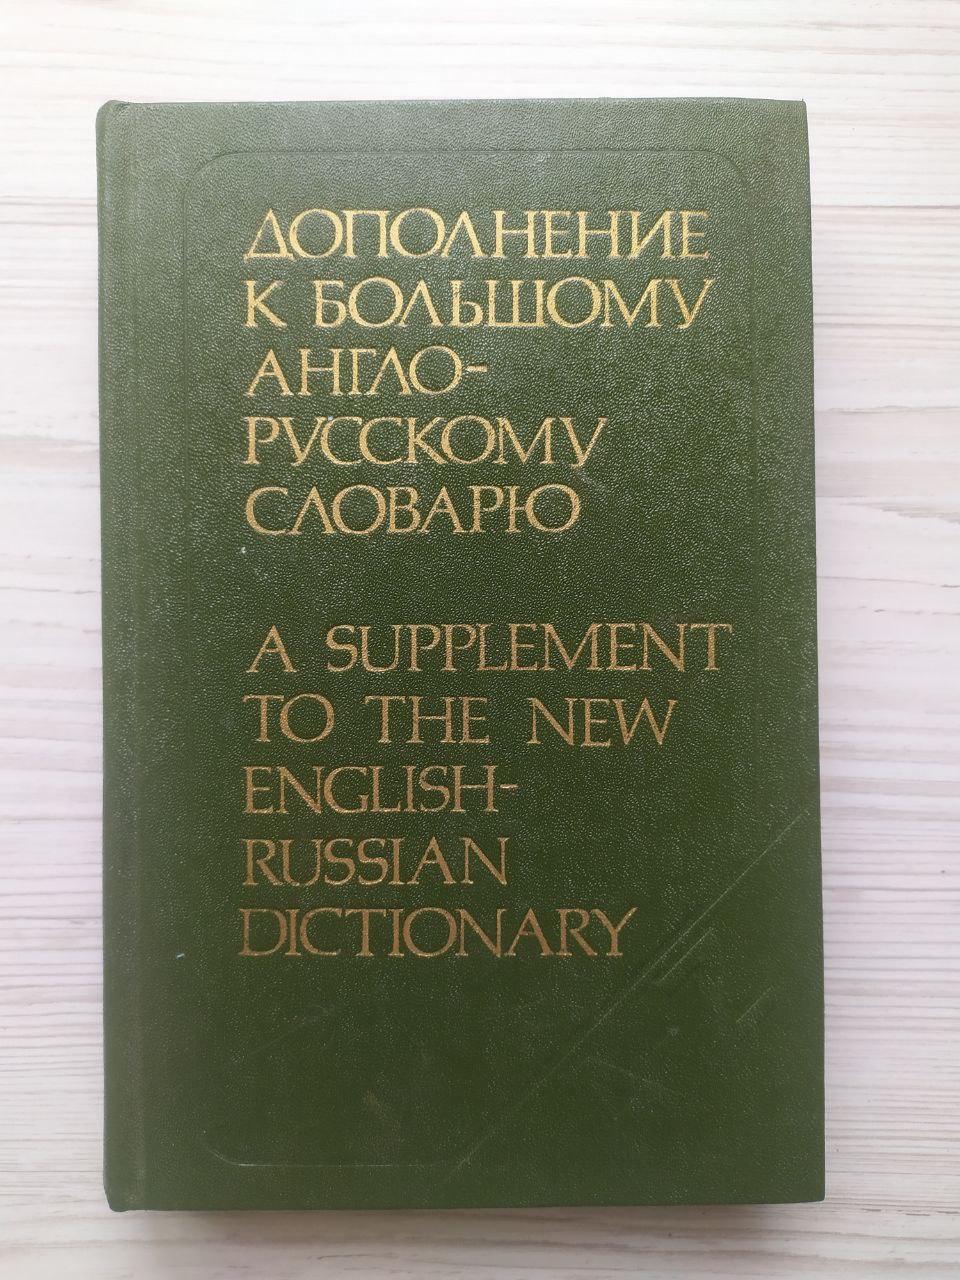 ДОПОЛНЕНИЕ
К БОЛЬШОМУ
АНГЛО-
РУССКОМУ
СЛОВАРЮ
A SUPPLEMENT
TO THE NEW
ENGLISH-
RUSSIAN
DICTIONARY